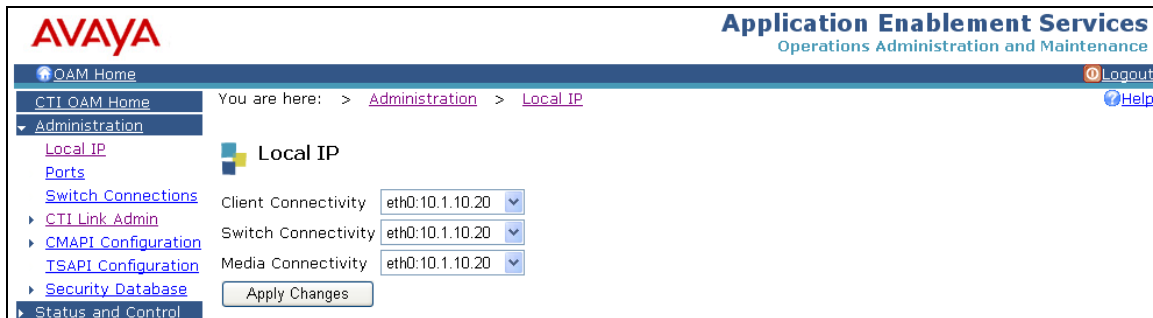 AVAYA
Application Enablement Services
Operations Administration and Maintenance
OAM Home
Logout
CTI OAM Home
You are here: > Administration > Local IP
Help
Administration
Local IP
Ports
Switch Connections
CTI Link Admin
CMAPI Configuration
TSAPI Configuration
Security Database
Status and Control
Local IP
Client Connectivity eth0:10.1.10.20
Switch Connectivity eth0:10.1.10.20
Media Connectivity eth0:10.1.10.20
Apply Changes